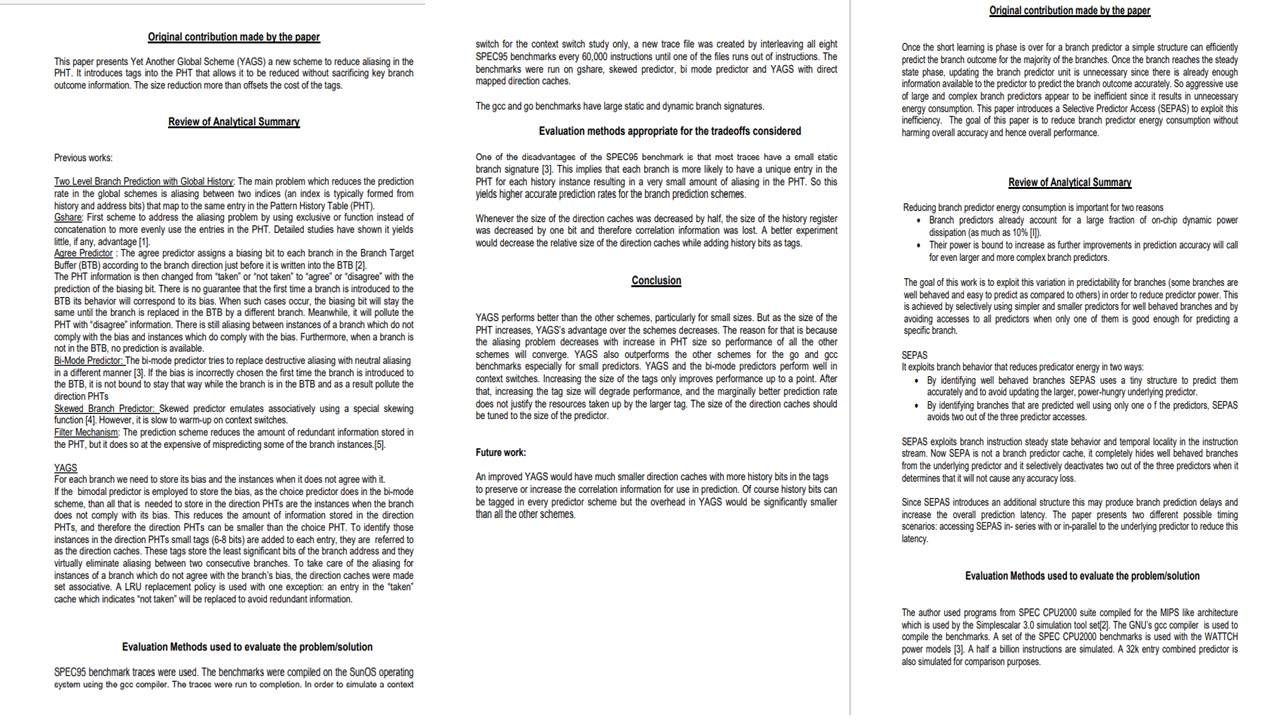 Original contribution made by the paper
This paper presents Yet Another Global Scheme (YAGS) a new scheme to reduce aliasing in the
PHT. It introduces tags into the PHT that allows it to be reduced without sacrificing key branch
outcome information. The size reduction more than offsets the cost of the tags.
Review of Analytical Summary
Previous works:
Two Level Branch Prediction with Global History: The main problem which reduces the prediction
rate in the global schemes is aliasing between two indices (an index is typically formed from
history and address bits) that map to the same entry in the Pattern History Table (PHT).
Gshare: First scheme to address the aliasing problem by using exclusive or function instead of
concatenation to more evenly use the entries in the PHT. Detailed studies have shown it yields
little, if any, advantage [1].
Agree Predictor : The agree predictor assigns a biasing bit to each branch in the Branch Target
Buffer (BTB) according to the branch direction just before it is written into the BTB [2].
The PHT information is then changed from “taken” or “not taken” to “agree” or “disagree” with the
prediction of the biasing bit. There is no guarantee that the first time a branch is introduced to the
BTB its behavior will correspond to its bias. When such cases occur, the biasing bit will stay the
same until the branch is replaced in the BTB by a different branch. Meanwhile, it will pollute the
PHT with “disagree” information. There is still aliasing between instances of a branch which do not
comply with the bias and instances which do comply with the bias. Furthermore, when a branch is
not in the BTB, no prediction is available.
Bi-Mode Predictor: The bi-mode predictor tries to replace destructive aliasing with neutral aliasing
in a different manner [3]. If the bias is incorrectly chosen the first time the branch is introduced to
the BTB, it is not bound to stay that way while the branch is in the BTB and as a result pollute the
direction PHTs
Skewed Branch Predictor: Skewed predictor emulates associatively using a special skewing
function [4]. However, it is slow to warm-up on context switches.
Filter Mechanism: The prediction scheme reduces the amount of redundant information stored in
the PHT, but it does so at the expensive of mispredicting some of the branch instances.[5].
YAGS
For each branch we need to store its bias and the instances when it does not agree with it.
If the bimodal predictor is employed to store the bias, as the choice predictor does in the bi-mode
scheme, than all that is needed to store in the direction PHTs are the instances when the branch
does not comply with its bias. This reduces the amount of information stored in the direction
PHTs, and therefore the direction PHTs can be smaller than the choice PHT. To identify those
instances in the direction PHTs small tags (6-8 bits) are added to each entry, they are referred to
as the direction caches. These tags store the least significant bits of the branch address and they
virtually eliminate aliasing between two consecutive branches. To take care of the aliasing for
instances of a branch which do not agree with the branch’s bias, the direction caches were made
set associative. A LRU replacement policy is used with one exception: an entry in the “taken”
cache which indicates “not taken” will be replaced to avoid redundant information.
Evaluation Methods used to evaluate the problem/solution
SPEC95 benchmark traces were used. The benchmarks were compiled on the SunOS operating
system using the gcc compiler. The traces were run to completion. In order to simulate a context
switch for the context switch study only, a new trace file was created by interleaving all eight
SPEC95 benchmarks every 60,000 instructions until one of the files runs out of instructions. The
benchmarks were run on gshare, skewed predictor, bi mode predictor and YAGS with direct
mapped direction caches.
The gcc and go benchmarks have large static and dynamic branch signatures.
Evaluation methods appropriate for the tradeoffs considered
One of the disadvantages of the SPEC95 benchmark is that most traces have a small static
branch signature [3]. This implies that each branch is more likely to have a unique entry in the
PHT for each history instance resulting in a very small amount of aliasing in the PHT. So this
yields higher accurate prediction rates for the branch prediction schemes.
Whenever the size of the direction caches was decreased by half, the size of the history register
was decreased by one bit and therefore correlation information was lost. A better experiment
would decrease the relative size of the direction caches while adding history bits as tags.
Conclusion
YAGS performs better than the other schemes, particularly for small sizes. But as the size of the
PHT increases, YAGS’s advantage over the schemes decreases. The reason for that is because
the aliasing problem decreases with increase in PHT size so performance of all the other
schemes will converge. YAGS also outperforms the other schemes for the go and gcc
benchmarks especially for small predictors. YAGS and the bi-mode predictors perform well in
context switches. Increasing the size of the tags only improves performance up to a point. After
that, increasing the tag size will degrade performance, and the marginally better prediction rate
does not justify the resources taken up by the larger tag. The size of the direction caches should
be tuned to the size of the predictor.
Future work:
An improved YAGS would have much smaller direction caches with more history bits in the tags
to preserve or increase the correlation information for use in prediction. Of course history bits can
be tagged in every predictor scheme but the overhead in YAGS would be significantly smaller
than all the other schemes.
Original contribution made by the paper
Once the short learning is phase is over for a branch predictor a simple structure can efficiently
predict the branch outcome for the majority of the branches. Once the branch reaches the steady
state phase, updating the branch predictor unit is unnecessary since there is already enough
information available to the predictor to predict the branch outcome accurately. So aggressive use
of large and complex branch predictors appear to be inefficient since it results in unnecessary
energy consumption. This paper introduces a Selective Predictor Access (SEPAS) to exploit this
inefficiency. The goal of this paper is to reduce branch predictor energy consumption without
harming overall accuracy and hence overall performance.
Review of Analytical Summary
Reducing branch predictor energy consumption is important for two reasons
• Branch predictors already account for a large fraction of on-chip dynamic power
dissipation (as much as 10% [l]).
• Their power is bound to increase as further improvements in prediction accuracy will call
for even larger and more complex branch predictors.
The goal of this work is to exploit this variation in predictability for branches (some branches are
well behaved and easy to predict as compared to others) in order to reduce predictor power. This
is achieved by selectively using simpler and smaller predictors for well behaved branches and by
avoiding accesses to all predictors when only one of them is good enough for predicting a
specific branch.
SEPAS
It exploits branch behavior that reduces predicator energy in two ways:
• By identifying well behaved branches SEPAS uses a tiny structure to predict them
accurately and to avoid updating the larger, power-hungry underlying predictor.
• By identifying branches that are predicted well using only one o f the predictors, SEPAS
avoids two out of the three predictor accesses.
SEPAS exploits branch instruction steady state behavior and temporal locality in the instruction
stream. Now SEPA is not a branch predictor cache, it completely hides well behaved branches
from the underlying predictor and it selectively deactivates two out of the three predictors when it
determines that it will not cause any accuracy loss.
Since SEPAS introduces an additional structure this may produce branch prediction delays and
increase the overall prediction latency. The paper presents two different possible timing
scenarios: accessing SEPAS in- series with or in-parallel to the underlying predictor to reduce this
latency.
Evaluation Methods used to evaluate the problem/solution
The author used programs from SPEC CPU2000 suite compiled for the MIPS like architecture
which is used by the Simplescalar 3.0 simulation tool set[2]. The GNU’s gcc compiler is used to
compile the benchmarks. A set of the SPEC CPU2000 benchmarks is used with the WATTCH
power models [3]. A half a billion instructions are simulated. A 32k entry combined predictor is
also simulated for comparison purposes.